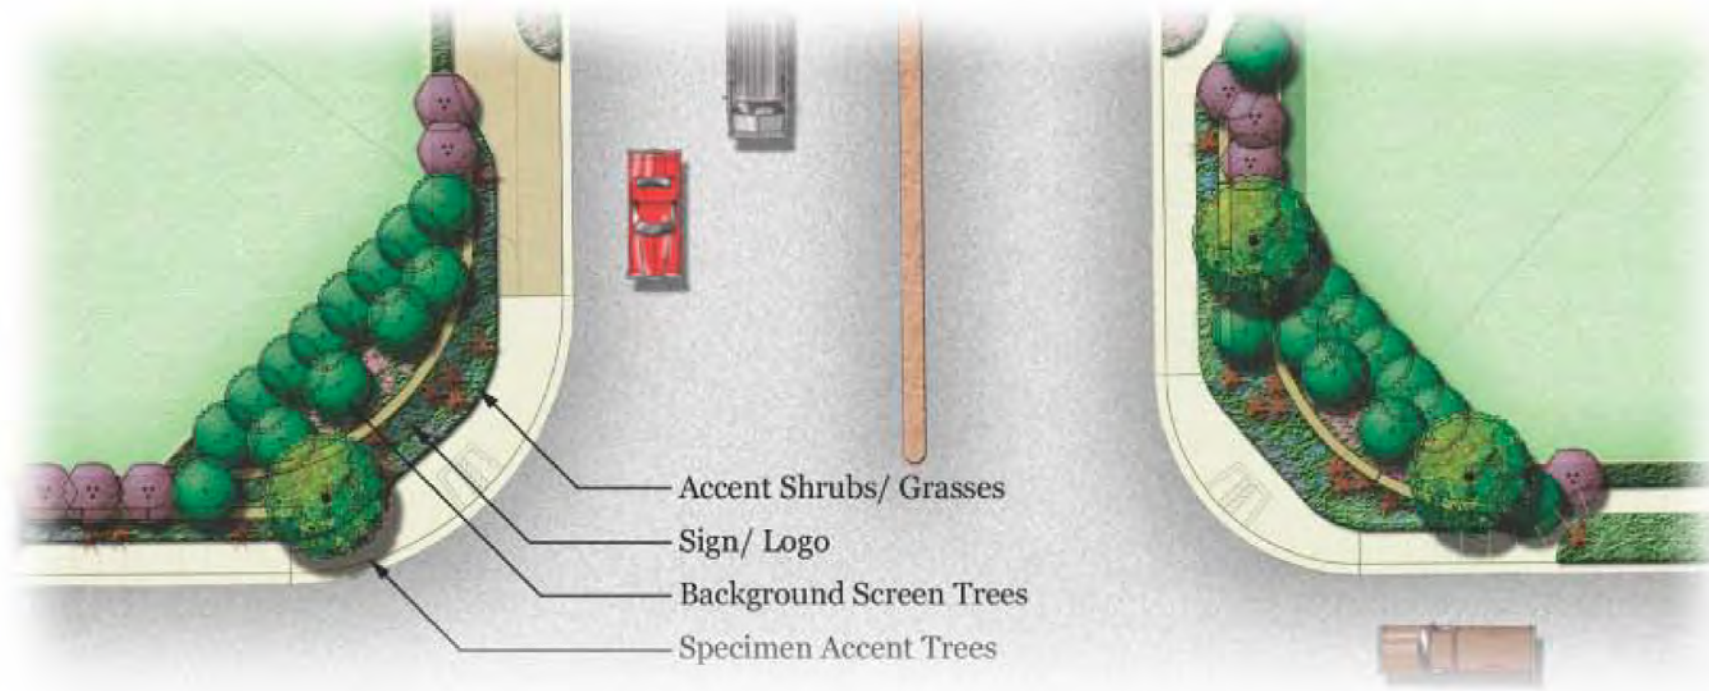 Accent Shrubs/ Grasses
Sign/ Logo
Background Screen Trees
Specimen Accent Trees